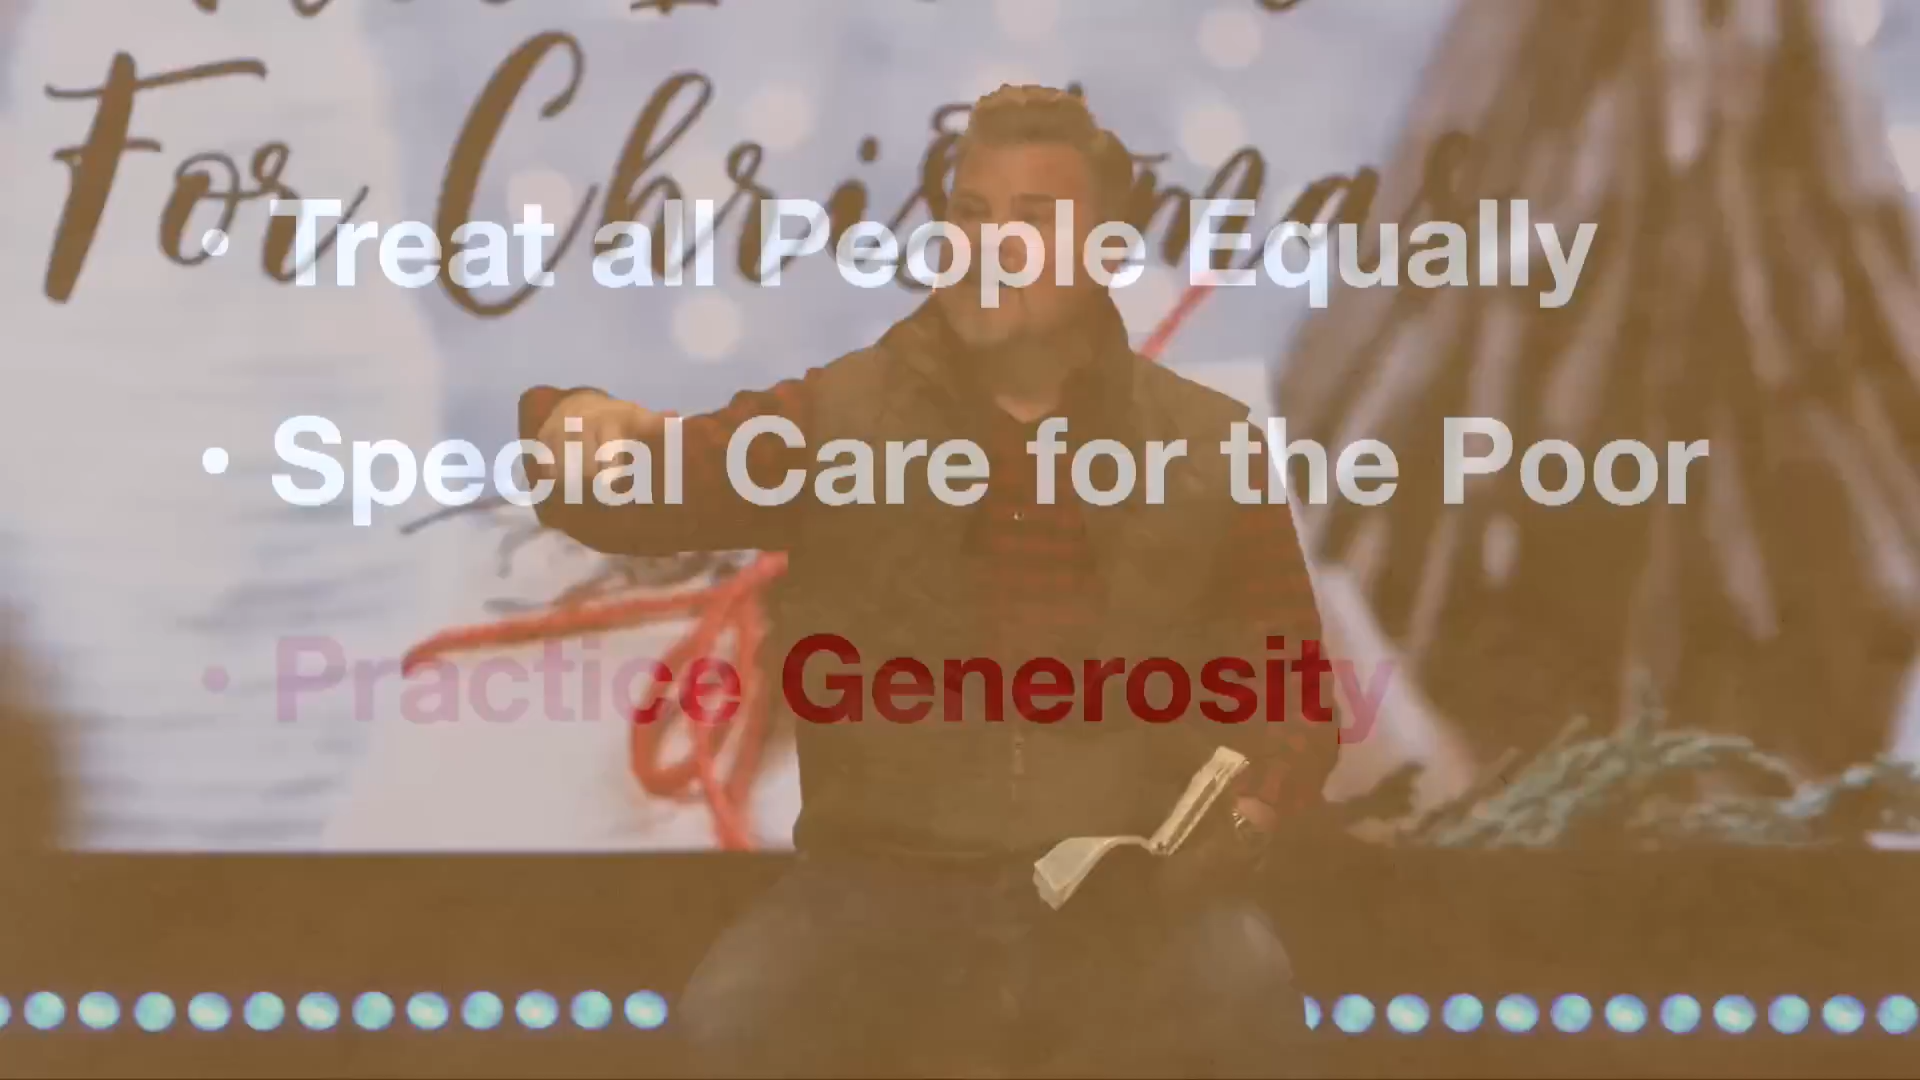 For Christmas
• Treat all People Equally
• Special Care for the Poor
• Practice Generosity